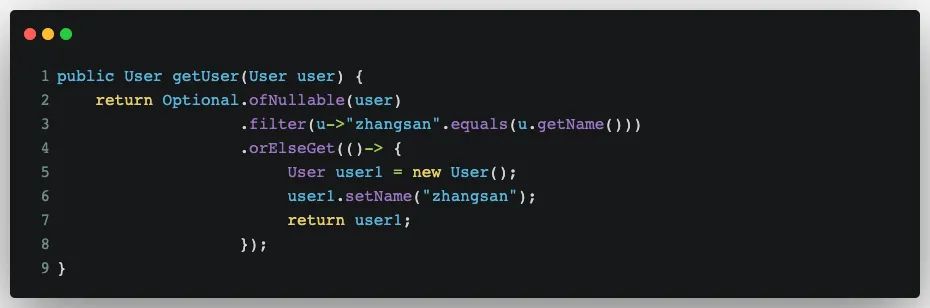 1 public User getUser(User user) {
2     return Optional.ofNullable(user)
3                    .filter(u->"zhangsan".equals(u.getName()))
4                    .orElseGet(()-> {
5                         User user1 = new User();
6                         user1.setName("zhangsan");
7                         return user1;
8                    });
9 }